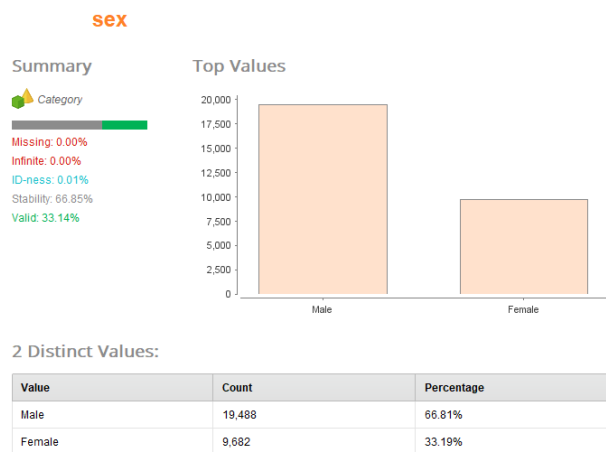 sex
Summary
Top Values
Category
Missing: 0.00%
Infinite: 0.00%
ID-ness: 0.01%
Stability: 66.85%
Valid: 33.14%
20,000
17,500
15,000
12,500
10,000
7,500
5,000
2,500
0
Male Female
2 Distinct Values:
Value Count Percentage
Male 19,488 66.81%
Female 9,682 33.19%